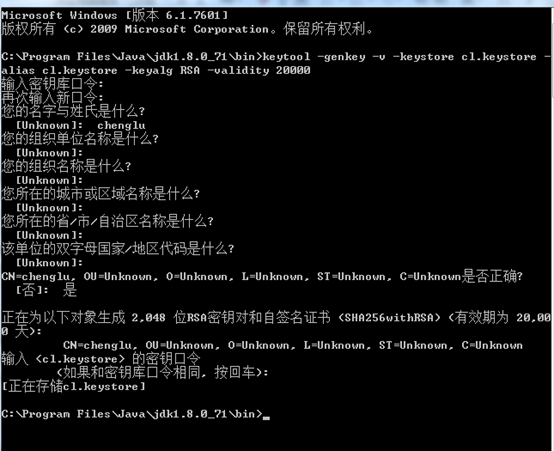 Microsoft Windows [版本 6.1.7601]
版权所有 (c) 2009 Microsoft Corporation。保留所有权利。
C:\Program Files\Java\jdk1.8.0_71\bin>keytool -genkey -v -keystore cl.keystore -
alias cl.keystore -keyalg RSA -validity 20000
输入密钥库口令:
再次输入新口令:
您的名字与姓氏是什么?
  [Unknown]:  chenglu
您的组织单位名称是什么?
  [Unknown]:
您的组织名称是什么?
  [Unknown]:
您所在的城市或区域名称是什么?
  [Unknown]:
您所在的省/市/自治区名称是什么?
  [Unknown]:
该单位的双字母国家/地区代码是什么?
  [Unknown]:
CN=chenglu, OU=Unknown, O=Unknown, L=Unknown, ST=Unknown, C=Unknown是否正确?
  [否]:  是
正在为以下对象生成 2,048 位RSA密钥对和自签名证书 (SHA256withRSA) (有效期为 20,00
0 天):
         CN=chenglu, OU=Unknown, O=Unknown, L=Unknown, ST=Unknown, C=Unknown
输入 <cl.keystore> 的密钥口令
        (如果和密钥库口令相同, 按回车):
[正在存储cl.keystore]
C:\Program Files\Java\jdk1.8.0_71\bin>_